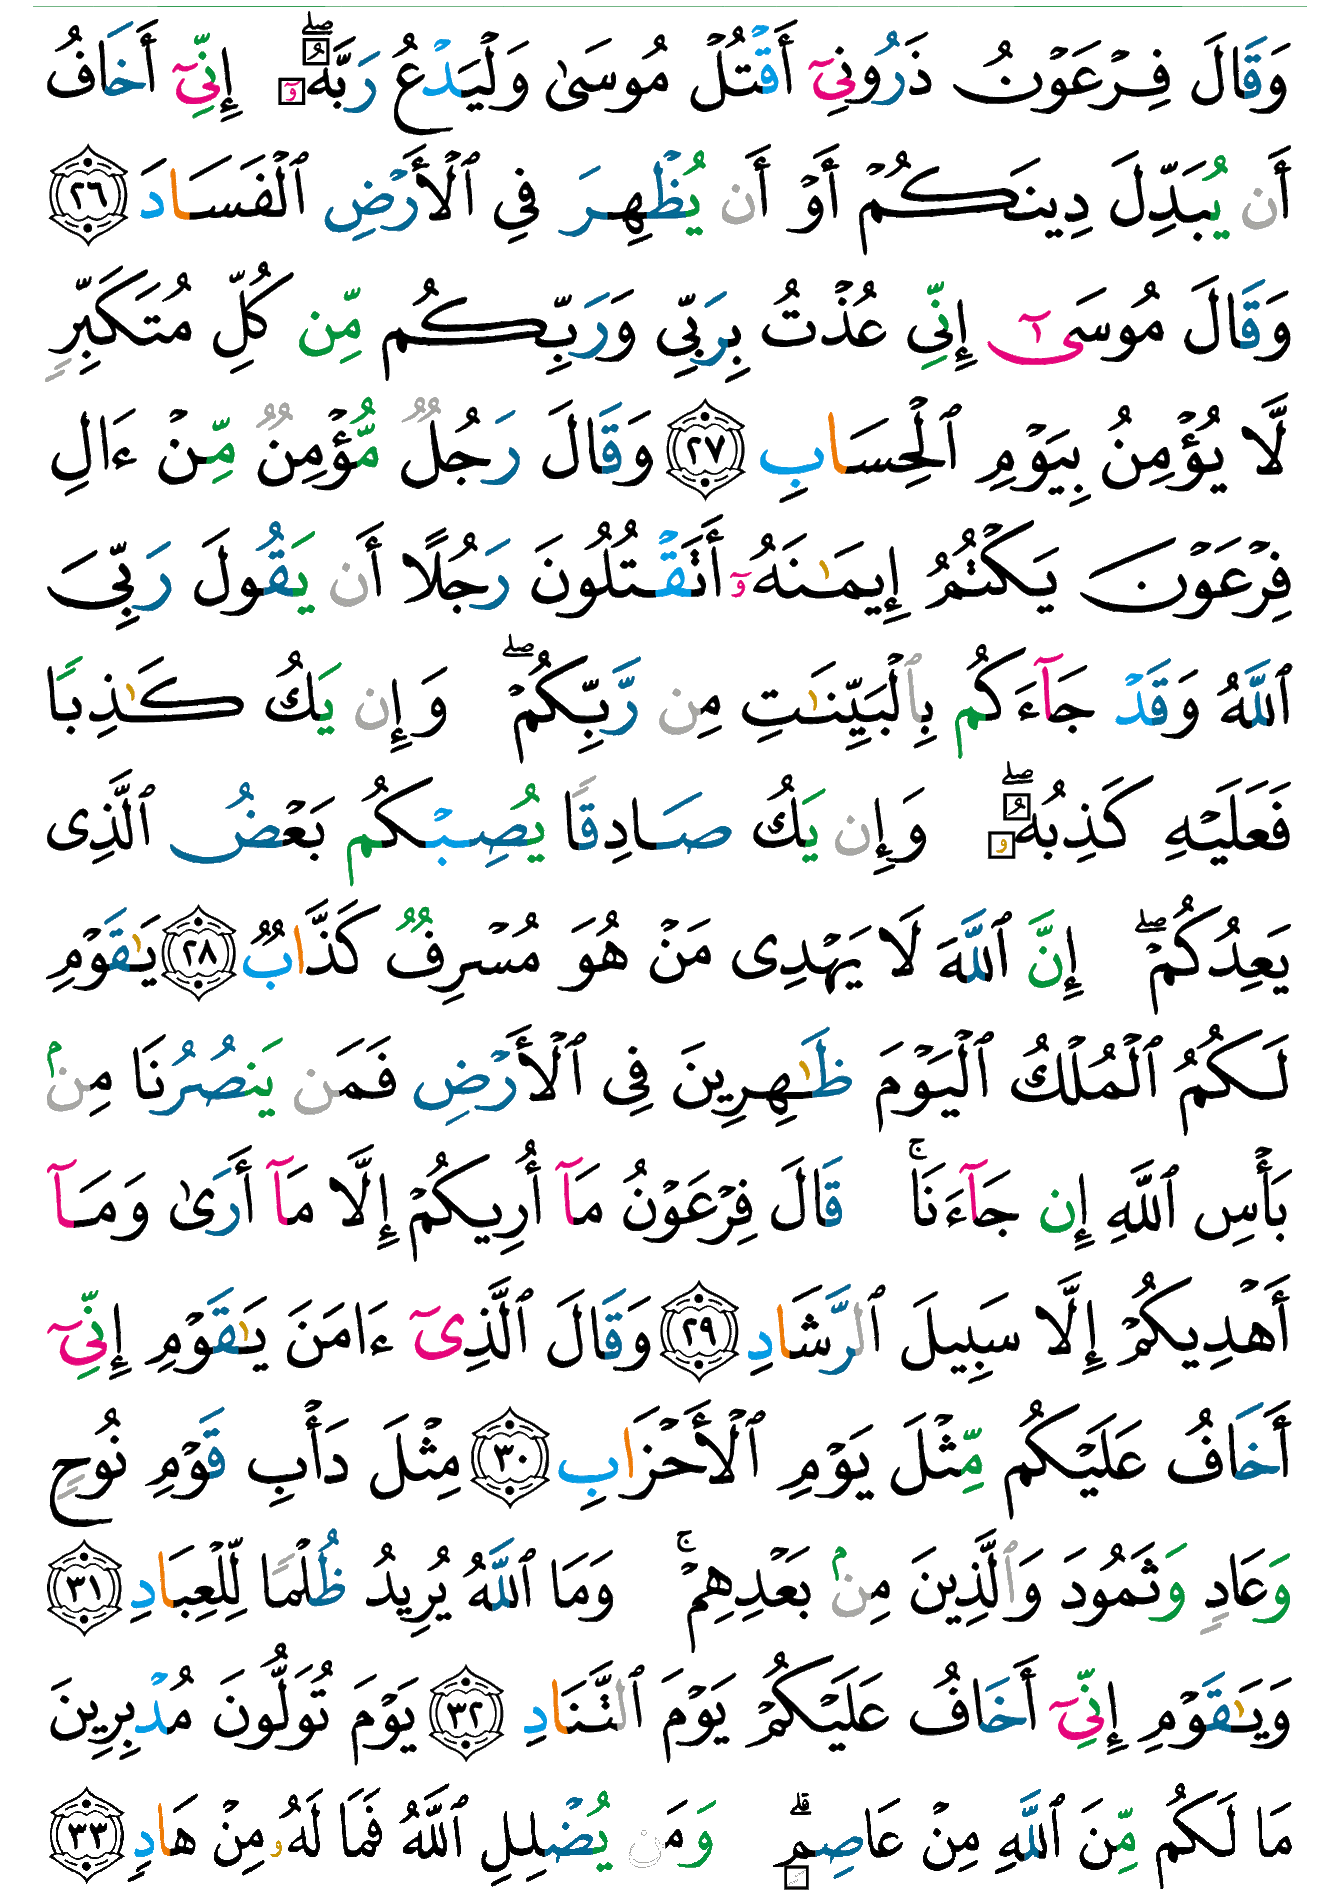 وَقَالَ فِرْعَوْنُ ذَرُونِىٓ أَقْتُلْ مُوسَىٰ وَلْيَدْعُ رَبَّهُۥٓ ۖ إِنِّىٓ أَخَافُ
أَن يُبَدِّلَ دِينَكُمْ أَوْ أَن يُظْهِرَ فِى ٱلْأَرْضِ ٱلْفَسَادَ ٢٦
وَقَالَ مُوسَىٰٓ إِنِّى عُذْتُ بِرَبِّى وَرَبِّكُم مِّن كُلِّ مُتَكَبِّرٍ
لَّا يُؤْمِنُ بِيَوْمِ ٱلْحِسَابِ ٢٧ وَقَالَ رَجُلٌ مُّؤْمِنٌ مِّنْ ءَالِ
فِرْعَوْنَ يَكْتُمُ إِيمَٰنَهُۥٓ أَتَقْتُلُونَ رَجُلًا أَن يَقُولَ رَبِّىَ
ٱللَّهُ وَقَدْ جَآءَكُم بِٱلْبَيِّنَٰتِ مِن رَّبِّكُمْ ۖ وَإِن يَكُ كَٰذِبًا
فَعَلَيْهِ كَذِبُهُۥ ۖ وَإِن يَكُ صَادِقًا يُصِبْكُم بَعْضُ ٱلَّذِى
يَعِدُكُمْ ۖ إِنَّ ٱللَّهَ لَا يَهْدِى مَنْ هُوَ مُسْرِفٌ كَذَّابٌ ٢٨ يَٰقَوْمِ
لَكُمُ ٱلْمُلْكُ ٱلْيَوْمَ ظَٰهِرِينَ فِى ٱلْأَرْضِ فَمَن يَنصُرُنَا مِنۢ
بَأْسِ ٱللَّهِ إِن جَآءَنَا ۚ قَالَ فِرْعَوْنُ مَآ أُرِيكُمْ إِلَّا مَآ أَرَىٰ وَمَآ
أَهْدِيكُمْ إِلَّا سَبِيلَ ٱلرَّشَادِ ٢٩ وَقَالَ ٱلَّذِىٓ ءَامَنَ يَٰقَوْمِ إِنِّىٓ
أَخَافُ عَلَيْكُم مِّثْلَ يَوْمِ ٱلْأَحْزَابِ ٣٠ مِثْلَ دَأْبِ قَوْمِ نُوحٍ
وَعَادٍ وَثَمُودَ وَٱلَّذِينَ مِنۢ بَعْدِهِمْ ۚ وَمَا ٱللَّهُ يُرِيدُ ظُلْمًا لِّلْعِبَادِ ٣١
وَيَٰقَوْمِ إِنِّىٓ أَخَافُ عَلَيْكُمْ يَوْمَ ٱلتَّنَادِ ٣٢ يَوْمَ تُوَلُّونَ مُدْبِرِينَ
مَا لَكُم مِّنَ ٱللَّهِ مِنْ عَاصِمٍ ۗ وَمَن يُضْلِلِ ٱللَّهُ فَمَا لَهُۥ مِنْ هَادٍ ٣٣